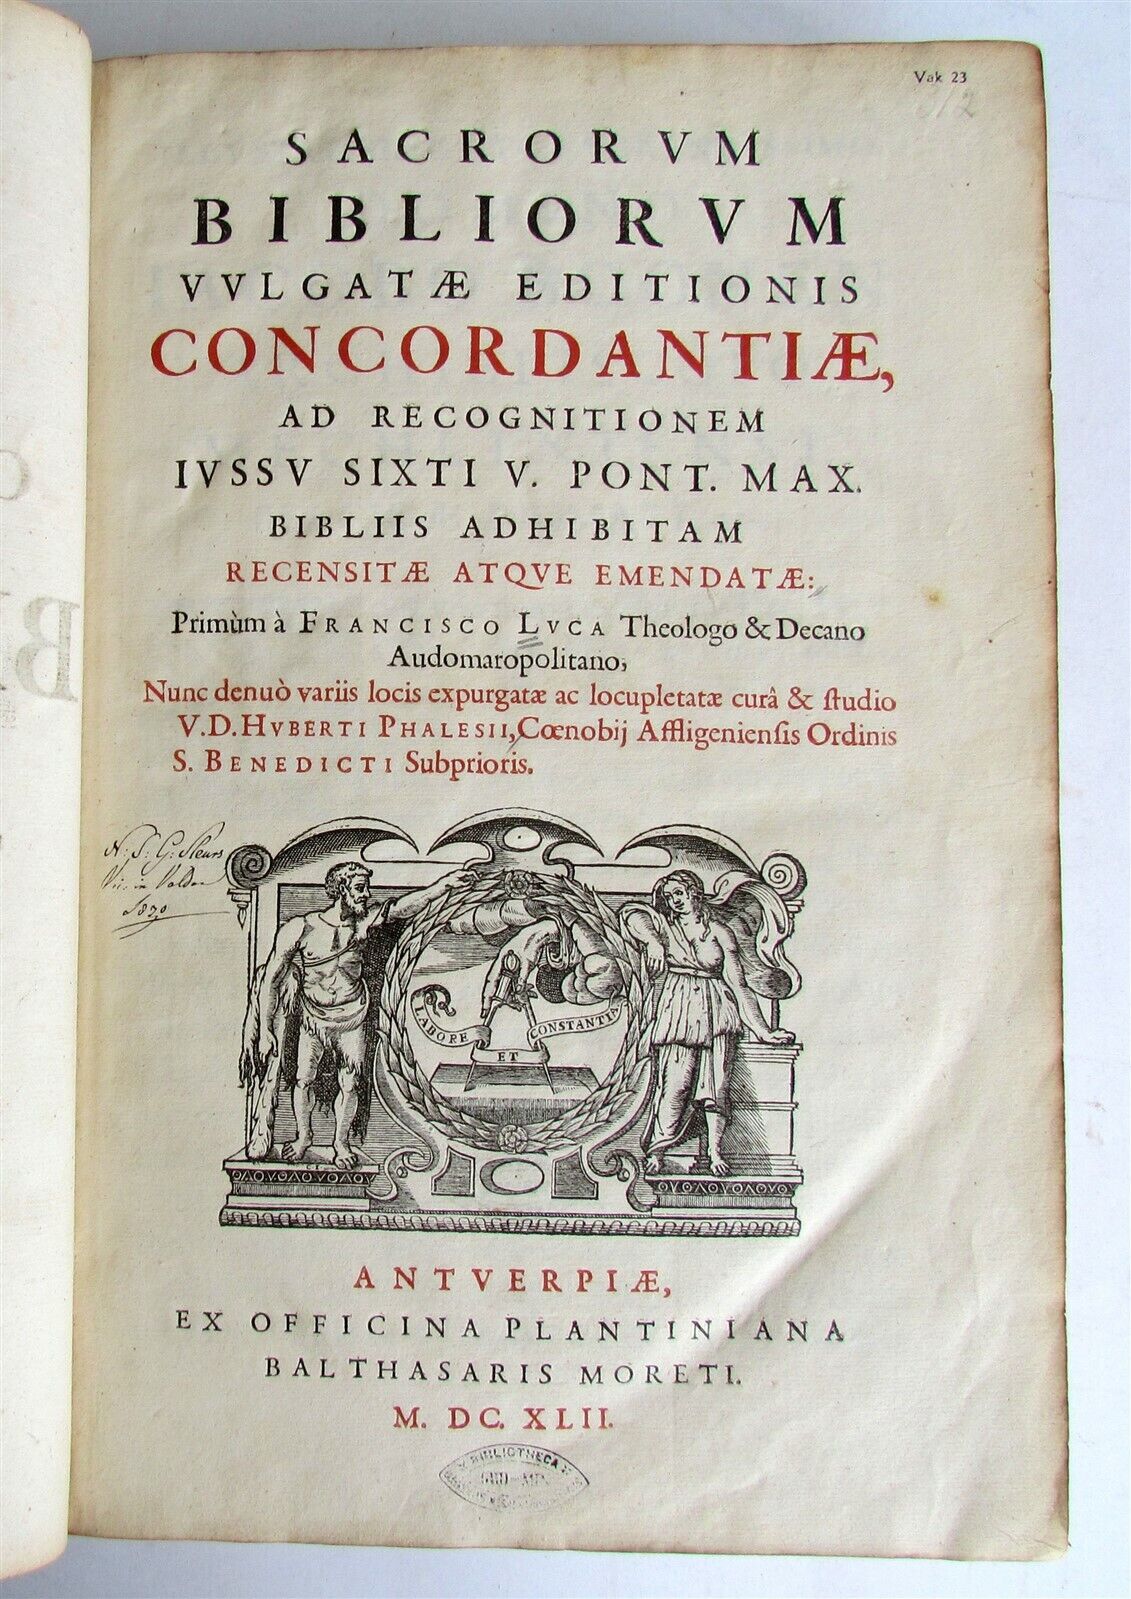 Vak 23
SACRORVM
BIBLIORVM
VVLGATÆ EDITIONIS
CONCORDANTIÆ,
AD RECOGNITIONEM
IVSSV SIXTI V. PONT. MAX.
BIBLIIS ADHIBITAM
RECENSITÆ ATQVE EMENDATÆ:
Primùm à FRANCISCO LVCA Theologo & Decano
Audomaropolitano,
Nunc denuò variis locis expurgatæ ac locupletatæ curâ & studio
V.D. HVBERTI PHALESII, Cœnobij Affligeniensis Ordinis
S. BENEDICTI Subprioris.
1830
LABORE ET CONSTANTIA
ANTVERPIÆ,
EX OFFICINA PLANTINIANA
BALTHASARIS MORETI.
M. DC. XLII.
BIBLIOTHECA